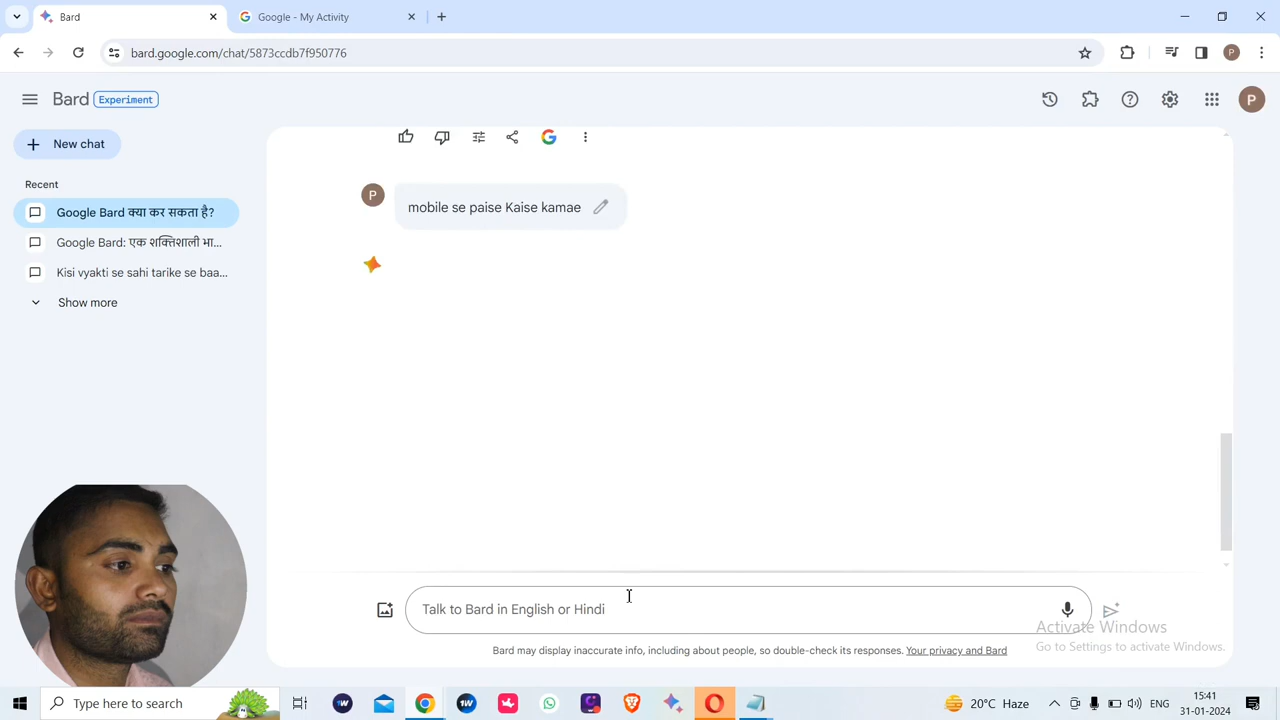 Bard
Google - My Activity
bard.google.com/chat/5873ccdb7f950776
P
Bard Experiment
P
New chat
Recent
Google Bard क्या कर सकता है?
Google Bard: एक शक्तिशाली भा...
Kisi vyakti se sahi tarike se baa...
Show more
P
mobile se paise Kaise kamae
Talk to Bard in English or Hindi
Bard may display inaccurate info, including about people, so double-check its responses. Your privacy and Bard
Activate Windows
Go to Settings to activate Windows.
Type here to search
1W
1W
20°C Haze
ENG
15:41
31-01-2024